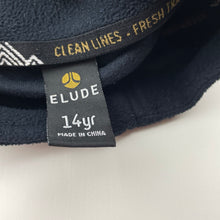 CLEAN LINES - FRESH
ELUDE
14yr
MADE IN CHINA